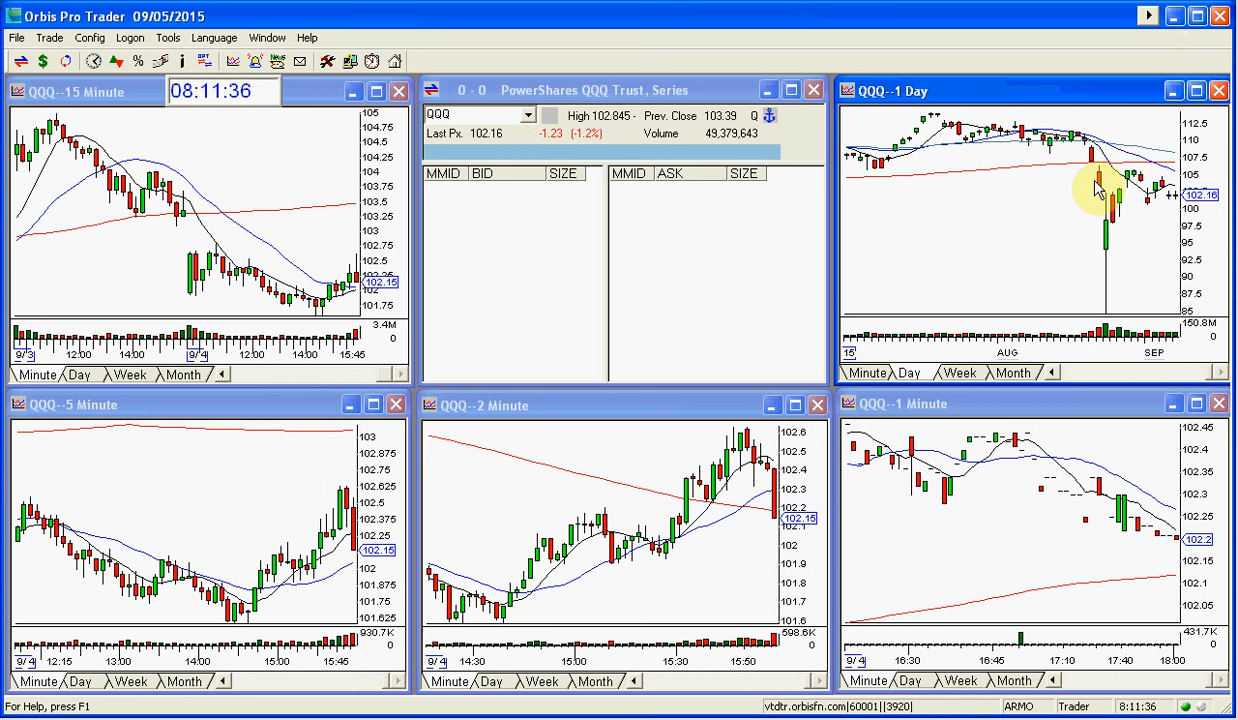 Orbis Pro Trader 09/05/2015
File Trade Config Logon Tools Language Window Help
QQQ--15 Minute
08:11:36
105
104.75
104.5
104.25
104
103.75
103.5
103.25
103
102.75
102.5
102.25
102.15
102
101.75
3.4M
0
9/3 12:00 14:00 9/4 12:00 14:00 15:45
Minute Day Week Month
0 - 0 PowerShares QQQ Trust, Series
QQQ High 102.845 - Prev. Close 103.39 Q
Last Px. 102.16 -1.23 (-1.2%) Volume 49,379,643
MMID BID SIZE MMID ASK SIZE
QQQ--1 Day
112.5
110
107.5
105
102.16
100
97.5
95
92.5
90
87.5
85
150.8M
0
15 AUG SEP
Minute Day Week Month
QQQ--5 Minute
103
102.875
102.75
102.625
102.5
102.375
102.25
102.15
102
101.875
101.75
101.625
930.7K
0
9/4 12:15 13:00 14:00 15:00 15:45
Minute Day Week Month
QQQ--2 Minute
102.6
102.5
102.4
102.3
102.2
102.15
102
101.9
101.8
101.7
101.6
598.6K
0
9/4 14:30 15:00 15:30 15:50
Minute Day Week Month
QQQ--1 Minute
102.45
102.4
102.35
102.3
102.25
102.2
102.15
102.1
102.05
431.7K
0
9/4 16:30 16:45 17:10 17:40 18:00
Minute Day Week Month
For Help, press F1
vtdtr.orbisfn.com|60001||3920| ARMO Trader 8:11:36